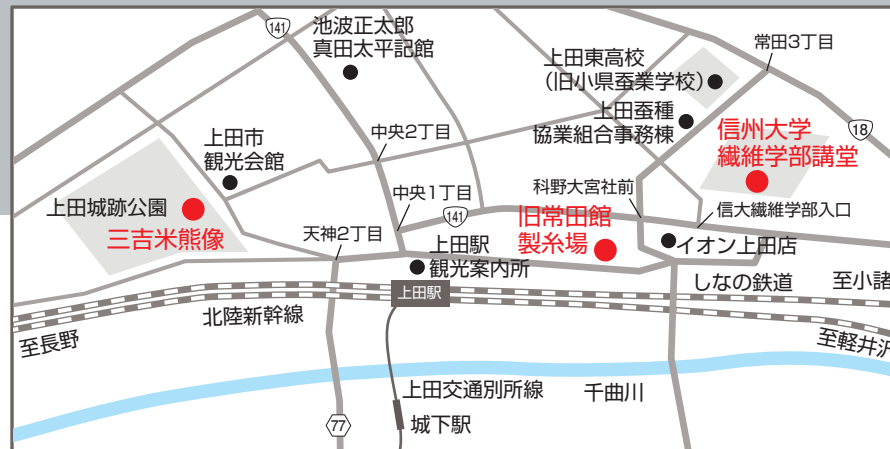 141
池波正太郎
真田太平記館
常田3丁目
上田東高校
(旧小県蚕業学校)
上田蚕種
協業組合事務棟
信州大学
繊維学部講堂
18
中央2丁目
上田市
観光会館
科野大宮社前
上田城跡公園
三吉米熊像
中央1丁目
141
旧常田館
製糸場
信大繊維学部入口
天神2丁目
上田駅
観光案内所
イオン上田店
しなの鉄道
至小諸
上田駅
北陸新幹線
至長野
至軽井沢
上田交通別所線
千曲川
77
城下駅